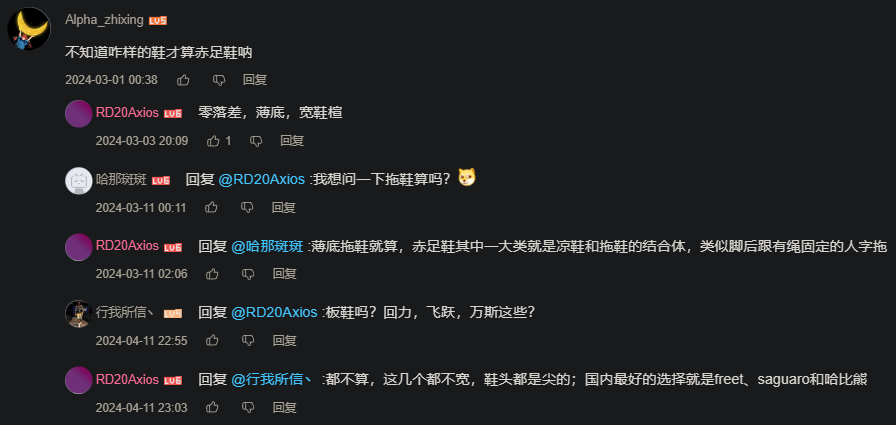 Alpha_zhixing LV5
不知道咋样的鞋才算赤足鞋呐
2024-03-01 00:38 回复
RD20Axios LV6 零落差，薄底，宽鞋楦
2024-03-03 20:09 1 回复
哈那斑斑 LV6 回复 @RD20Axios :我想问一下拖鞋算吗？
2024-03-11 00:11 回复
RD20Axios LV6 回复 @哈那斑斑 :薄底拖鞋就算，赤足鞋其中一大类就是凉鞋和拖鞋的结合体，类似脚后跟有绳固定的人字拖
2024-03-11 02:06 回复
行我所信丶 LV5 回复 @RD20Axios :板鞋吗？回力，飞跃，万斯这些？
2024-04-11 22:55 回复
RD20Axios LV6 回复 @行我所信丶 :都不算，这几个都不宽，鞋头都是尖的；国内最好的选择就是freet、saguaro和哈比熊
2024-04-11 23:03 回复